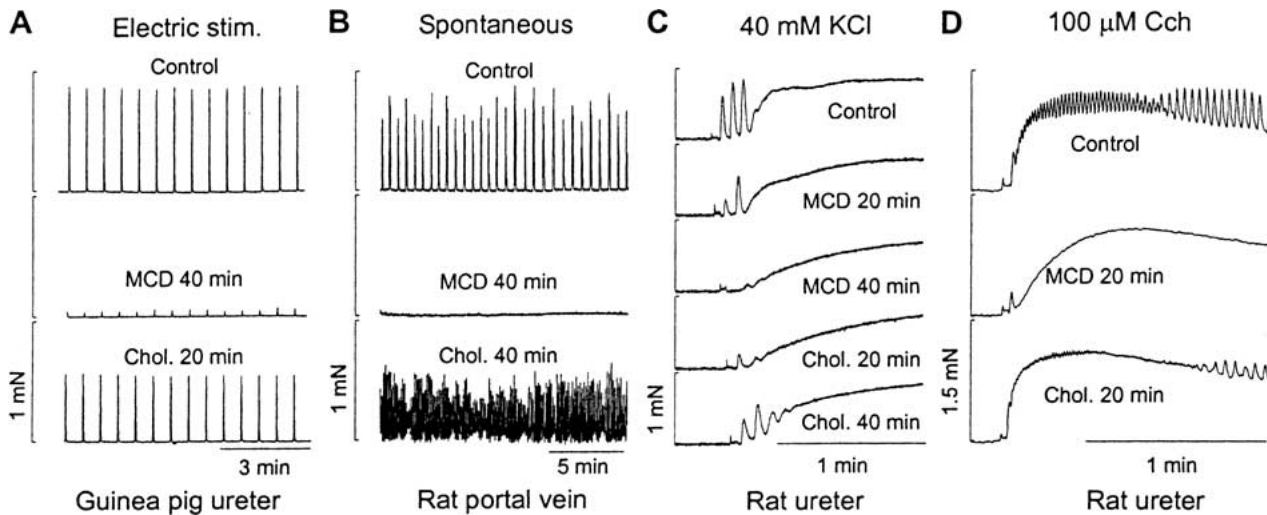 A Electric stim.
Control
MCD 40 min
Chol. 20 min
1 mN
3 min
Guinea pig ureter
B Spontaneous
Control
MCD 40 min
Chol. 40 min
1 mN
5 min
Rat portal vein
C 40 mM KCl
Control
MCD 20 min
MCD 40 min
Chol. 20 min
Chol. 40 min
1 mN
1 min
Rat ureter
D 100 μM Cch
Control
MCD 20 min
Chol. 20 min
1.5 mN
1 min
Rat ureter